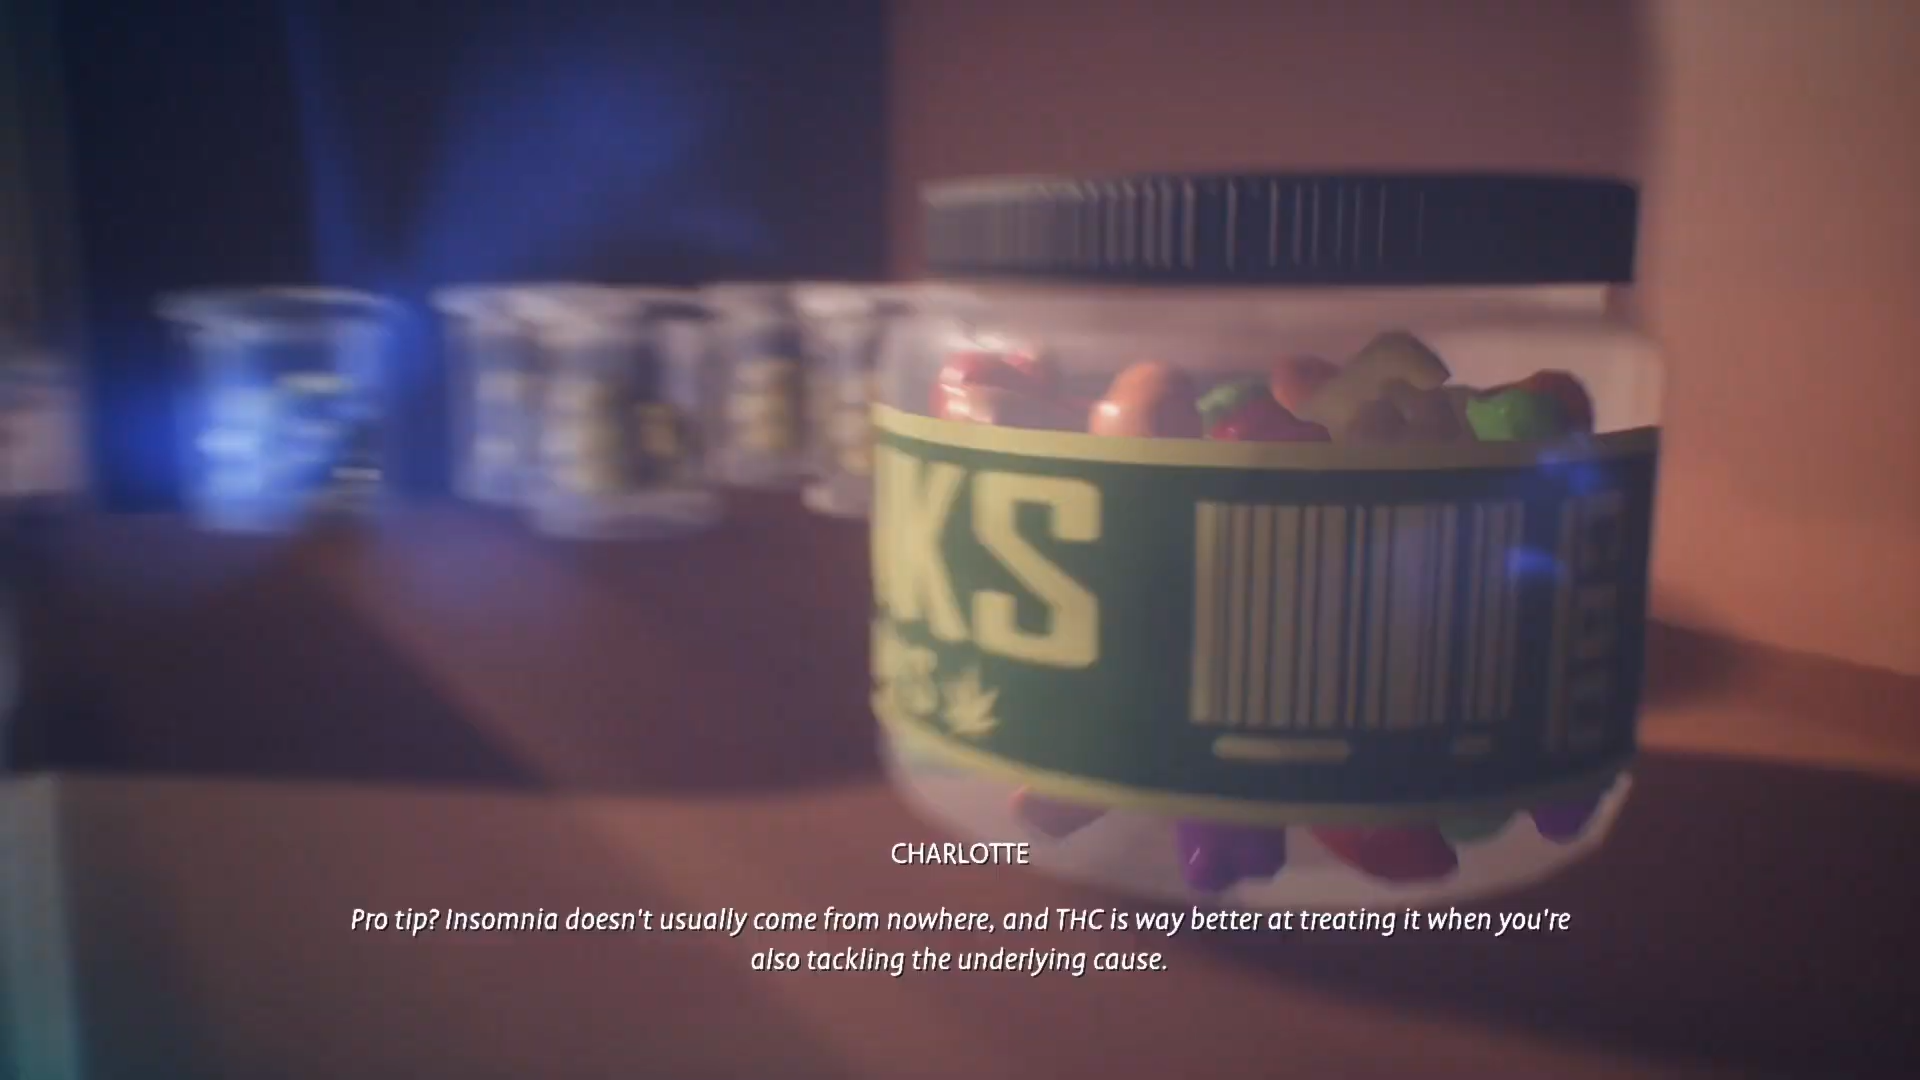 KS
CHARLOTTE
Pro tip? Insomnia doesn't usually come from nowhere, and THC is way better at treating it when you're
also tackling the underlying cause.